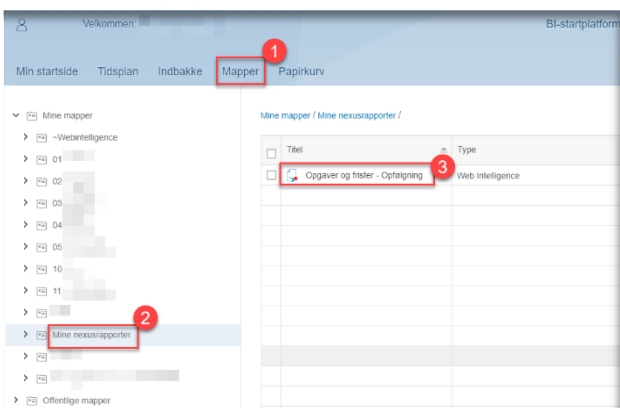 Velkommen:
BI-startplatform
1
Min startside Tidsplan Indbakke Mapper Papirkurv
Mine mapper
Mine mapper / Mine nexusrapporter /
~Webintelligence
Titel Type
01
3
Opgaver og frister - Opfølgning Web Intelligence
02
03
04
05
10
11
2
Mine nexusrapporter
Offentlige mapper